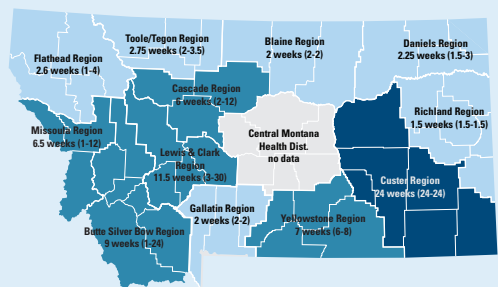 Flathead Region
2.6 weeks (1-4)
Toole/Tegon Region
2.75 weeks (2-3.5)
Blaine Region
2 weeks (2-2)
Daniels Region
2.25 weeks (1.5-3)
Cascade Region
6 weeks (2-12)
Richland Region
1.5 weeks (1.5-1.5)
Missoula Region
6.5 weeks (1-12)
Central Montana
Health Dist.
no data
Lewis & Clark
Region
11.5 weeks (3-30)
Custer Region
24 weeks (24-24)
Gallatin Region
2 weeks (2-2)
Yellowstone Region
7 weeks (6-8)
Butte Silver Bow Region
9 weeks (1-24)